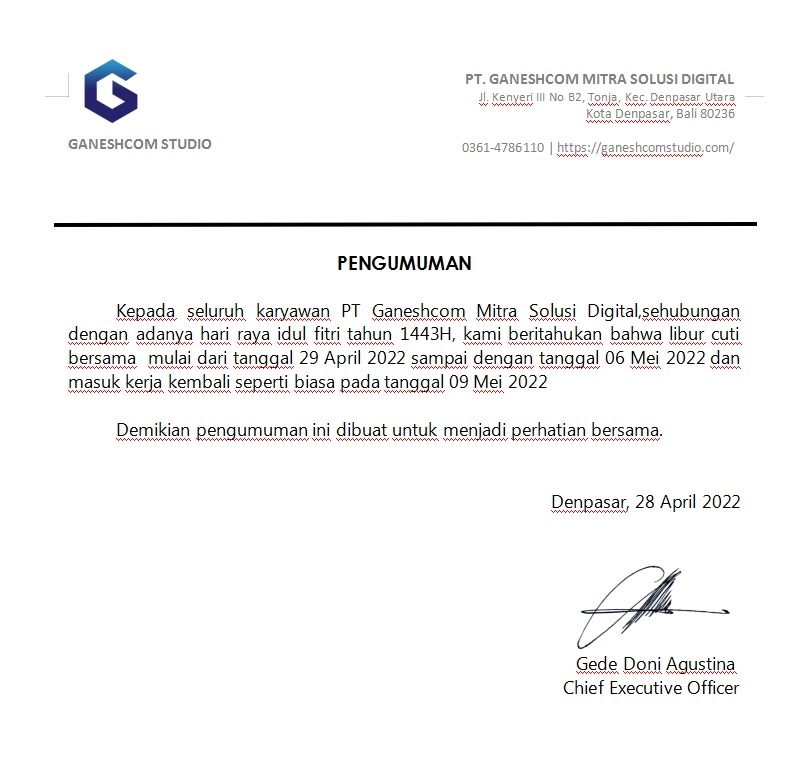 GANESHCOM STUDIO
PT. GANESHCOM MITRA SOLUSI DIGITAL
Jl. Kenyeri III No B2, Tonja, Kec. Denpasar Utara
Kota Denpasar, Bali 80236
0361-4786110 | https://ganeshcomstudio.com/
PENGUMUMAN
Kepada seluruh karyawan PT Ganeshcom Mitra Solusi Digital,sehubungan
dengan adanya hari raya idul fitri tahun 1443H, kami beritahukan bahwa libur cuti
bersama mulai dari tanggal 29 April 2022 sampai dengan tanggal 06 Mei 2022 dan
masuk kerja kembali seperti biasa pada tanggal 09 Mei 2022
Demikian pengumuman ini dibuat untuk menjadi perhatian bersama.
Denpasar, 28 April 2022
Gede Doni Agustina
Chief Executive Officer